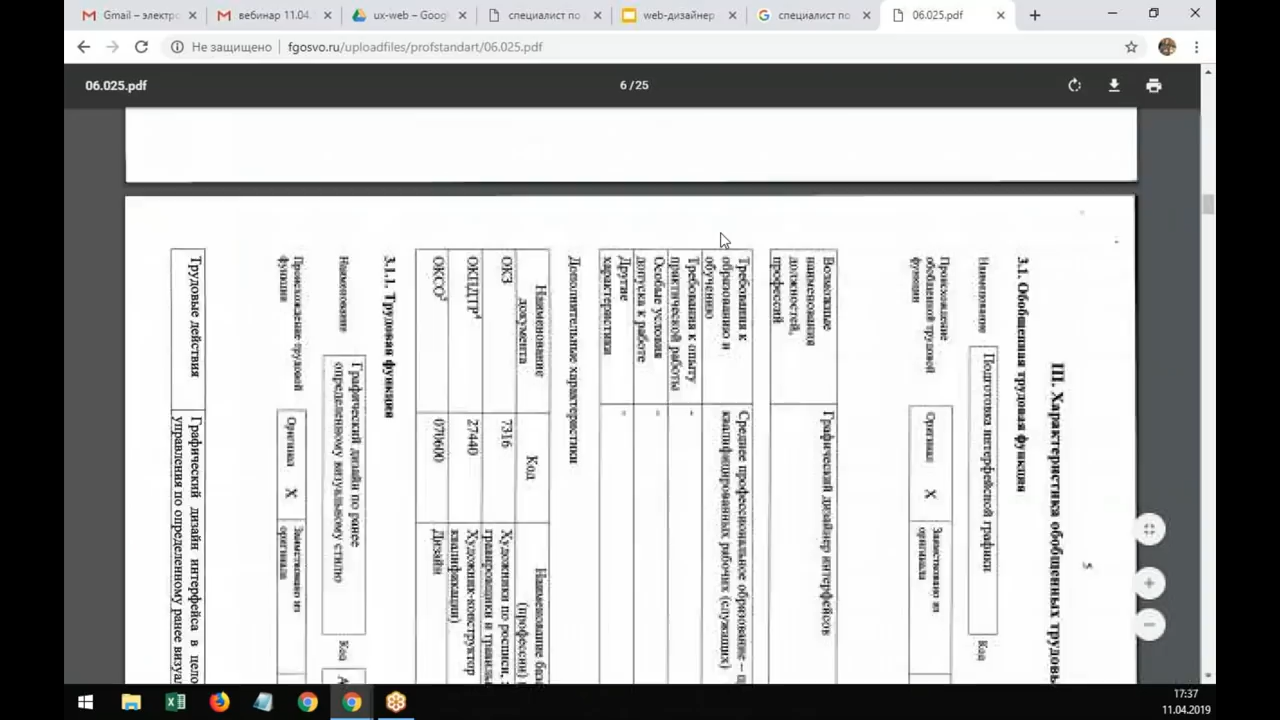 Gmail – электро
вебинар 11.04.
ux-web – Goog
специалист по
web-дизайнер
специалист по
06.025.pdf
Не защищено
fgosvo.ru/uploadfiles/profstandart/06.025.pdf
06.025.pdf
6 / 25
5
III. Характеристика обобщенных трудовы
3.1. Обобщенная трудовая функция
Наименование
Подготовка интерфейсной графики
Код
Происхождение
обобщенной трудовой
функции
Оригинал
X
Заимствовано из
оригинала
Возможные
наименования
должностей,
профессий
Графический дизайнер интерфейсов
Требования к
образованию и
обучению
Среднее профессиональное образование – п
квалифицированных рабочих (служащих)
Требования к опыту
практической работы
-
Особые условия
допуска к работе
-
Другие
характеристики
-
Дополнительные характеристики
Наименование
документа
Код
Наименование ба
(профессии)
ОКЗ
7316
Художники по росписи,
гравировщики и травиль
ОКПДТР4
27440
Художник-конструктор
квалификации)
ОКСО5
070600
Дизайн
3.1.1. Трудовая функция
Наименование
Графический дизайн по ранее
определенному визуальному стилю
Код
A
Происхождение трудовой
функции
Оригинал
X
Заимствовано из
оригинала
Трудовые действия
Графический дизайн интерфейса в цело
управления по определенному ранее визуа
17:37
11.04.2019